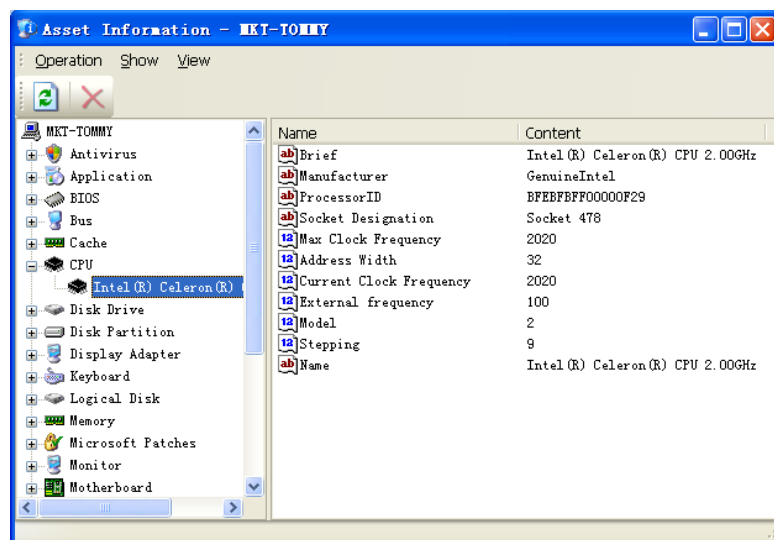 Asset Information - MKT-TOMMY
Operation Show View
MKT-TOMMY
Antivirus
Application
BIOS
Bus
Cache
CPU
Intel(R) Celeron(R)
Disk Drive
Disk Partition
Display Adapter
Keyboard
Logical Disk
Memory
Microsoft Patches
Monitor
Motherboard
Name Content
Brief Intel(R) Celeron(R) CPU 2.00GHz
Manufacturer GenuineIntel
ProcessorID BFEBFBFF00000F29
Socket Designation Socket 478
Max Clock Frequency 2020
Address Width 32
Current Clock Frequency 2020
External frequency 100
Model 2
Stepping 9
Name Intel(R) Celeron(R) CPU 2.00GHz